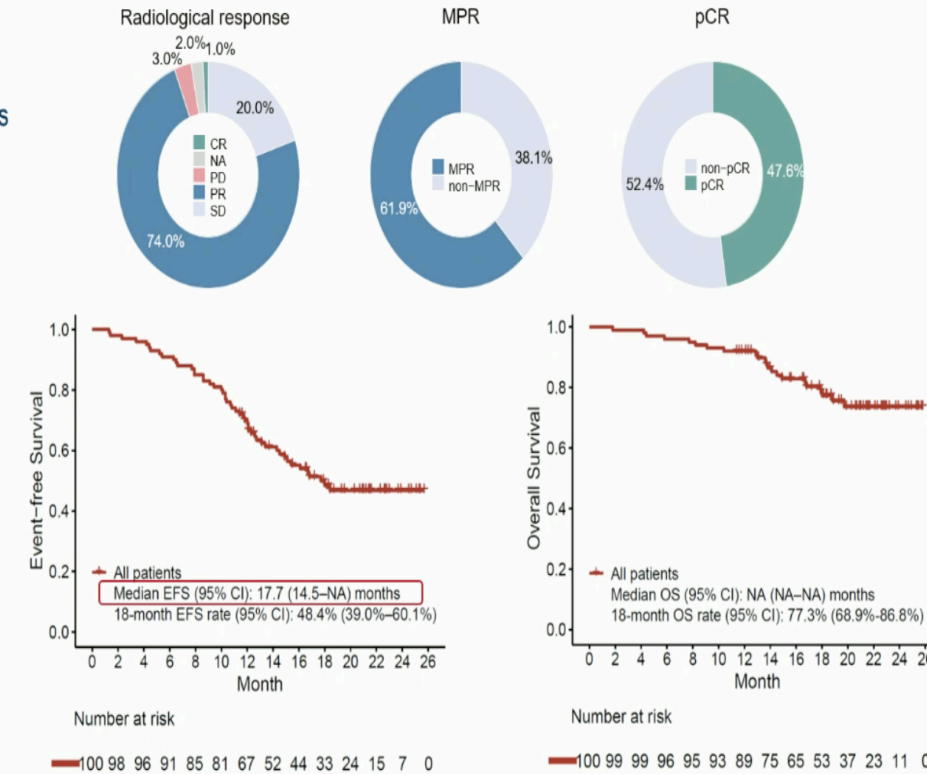 Radiological response
MPR
pCR
2.0%
1.0%
3.0%
20.0%
CR
NA
PD
PR
SD
74.0%
38.1%
MPR
non-MPR
61.9%
non-pCR
pCR
52.4%
47.6%
s
Event-free Survival
1.0
0.8
0.6
0.4
0.2
0.0
All patients
Median EFS (95% CI): 17.7 (14.5-NA) months
18-month EFS rate (95% CI): 48.4% (39.0%-60.1%)
0 2 4 6 8 10 12 14 16 18 20 22 24 26
Month
Number at risk
100 98 96 91 85 81 67 52 44 33 24 15 7 0
Overall Survival
1.0
0.8
0.6
0.4
0.2
0.0
All patients
Median OS (95% CI): NA (NA-NA) months
18-month OS rate (95% CI): 77.3% (68.9%-86.8%)
0 2 4 6 8 10 12 14 16 18 20 22 24 26
Month
Number at risk
100 99 99 96 95 93 89 75 65 53 37 23 11 0